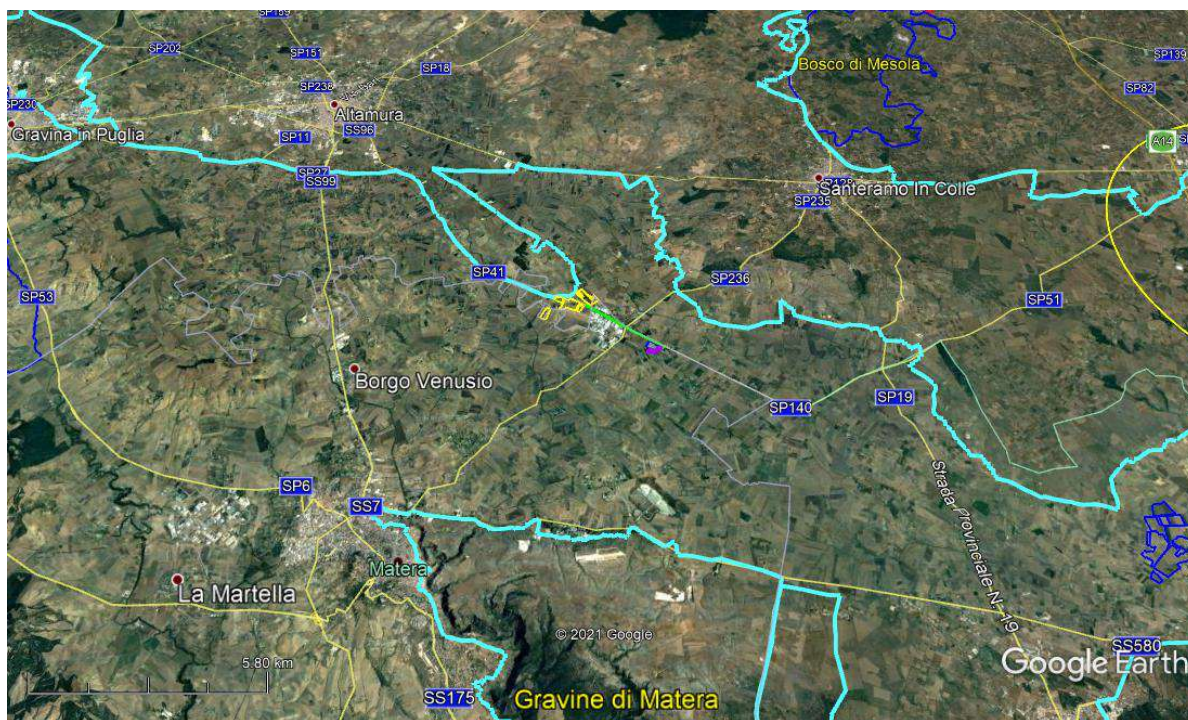 SP202
SP151
SP18
SP139
Bosco di Mesola
SP82
SP238
SP230
Altamura
Gravina in Puglia
SP11
SS96
A14
SP27
SS99
Santeramo In Colle
SP235
SP41
SP236
SP53
SP51
Borgo Venusio
SP140
SP19
SP6
SS7
Strada Provinciale N. 19
Matera
La Martella
© 2021 Google
SS580
5.80 km
Google Earth
SS175
Gravine di Matera